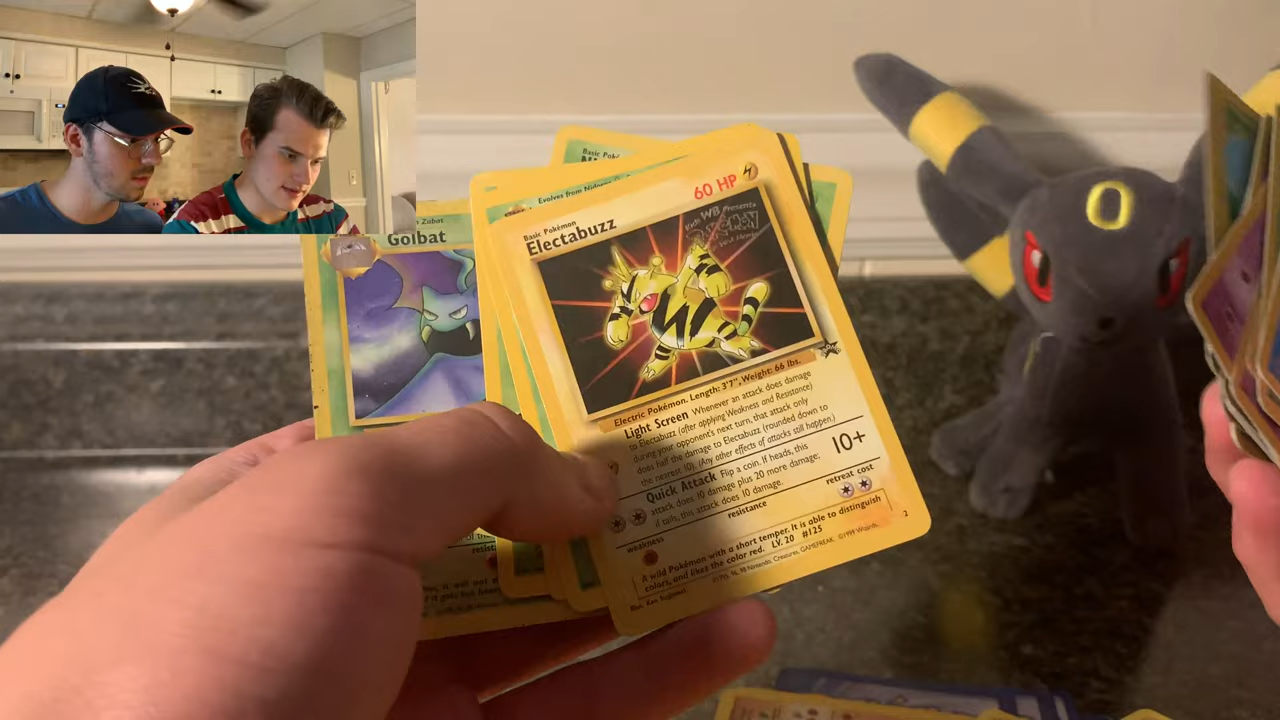 Basic Poké
Evolves from Nidor
Zubat
Golbat
60 HP
Basic Pokémon
Electabuzz
Kids WB Presents
POKÉMON
Electric Pokémon. Length: 3'7", Weight: 66 lbs.
Light Screen Whenever an attack does damage
to Electabuzz (after applying Weakness and Resistance)
during your opponent's next turn, that attack only
does half the damage to Electabuzz (rounded down to
the nearest 10). (Any other effects of attacks still happen.)
Quick Attack Flip a coin. If heads, this
attack does 10 damage plus 20 more damage;
if tails, this attack does 10 damage.
10+
weakness
resistance
retreat cost
A wild Pokémon with a short temper. It is able to distinguish
colors, and likes the color red. LV. 20 #125
Illus. Ken Sugimori
©1995, 96, 98 Nintendo, Creatures, GAMEFREAK. ©1999 Wizards.
2
resist